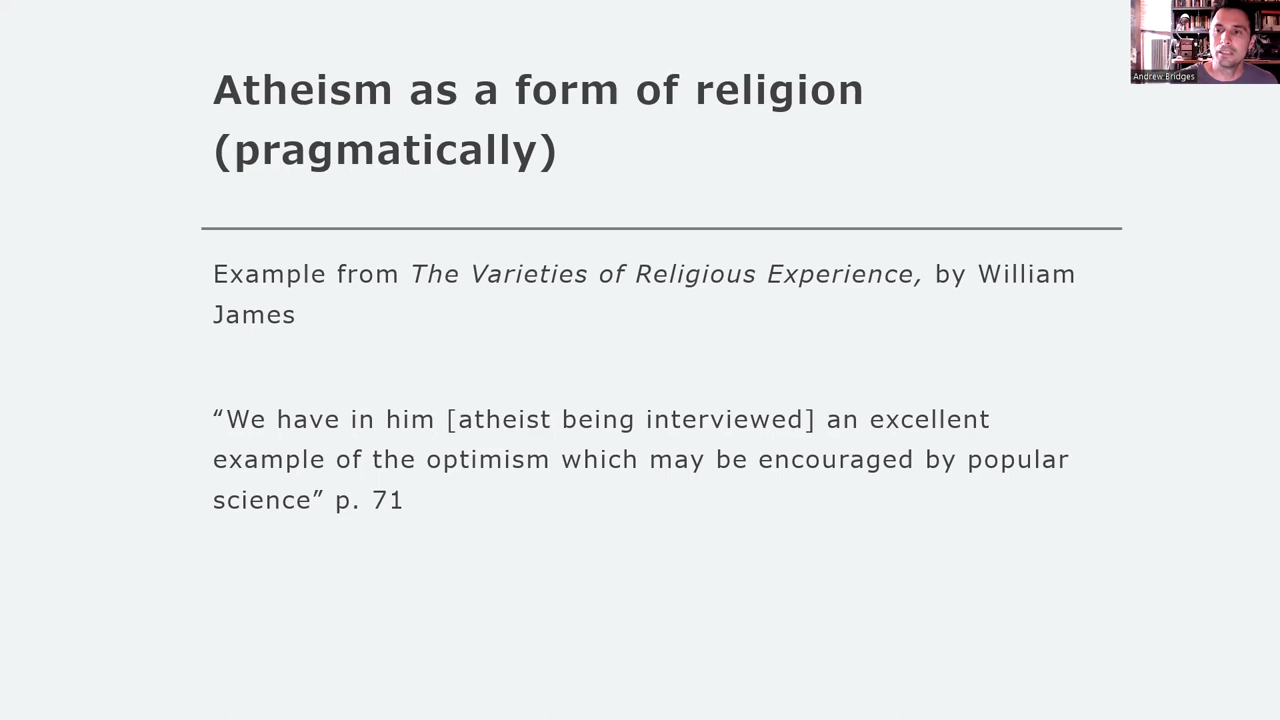 Andrew Bridges
Atheism as a form of religion
(pragmatically)
Example from The Varieties of Religious Experience, by William
James
“We have in him [atheist being interviewed] an excellent
example of the optimism which may be encouraged by popular
science” p. 71